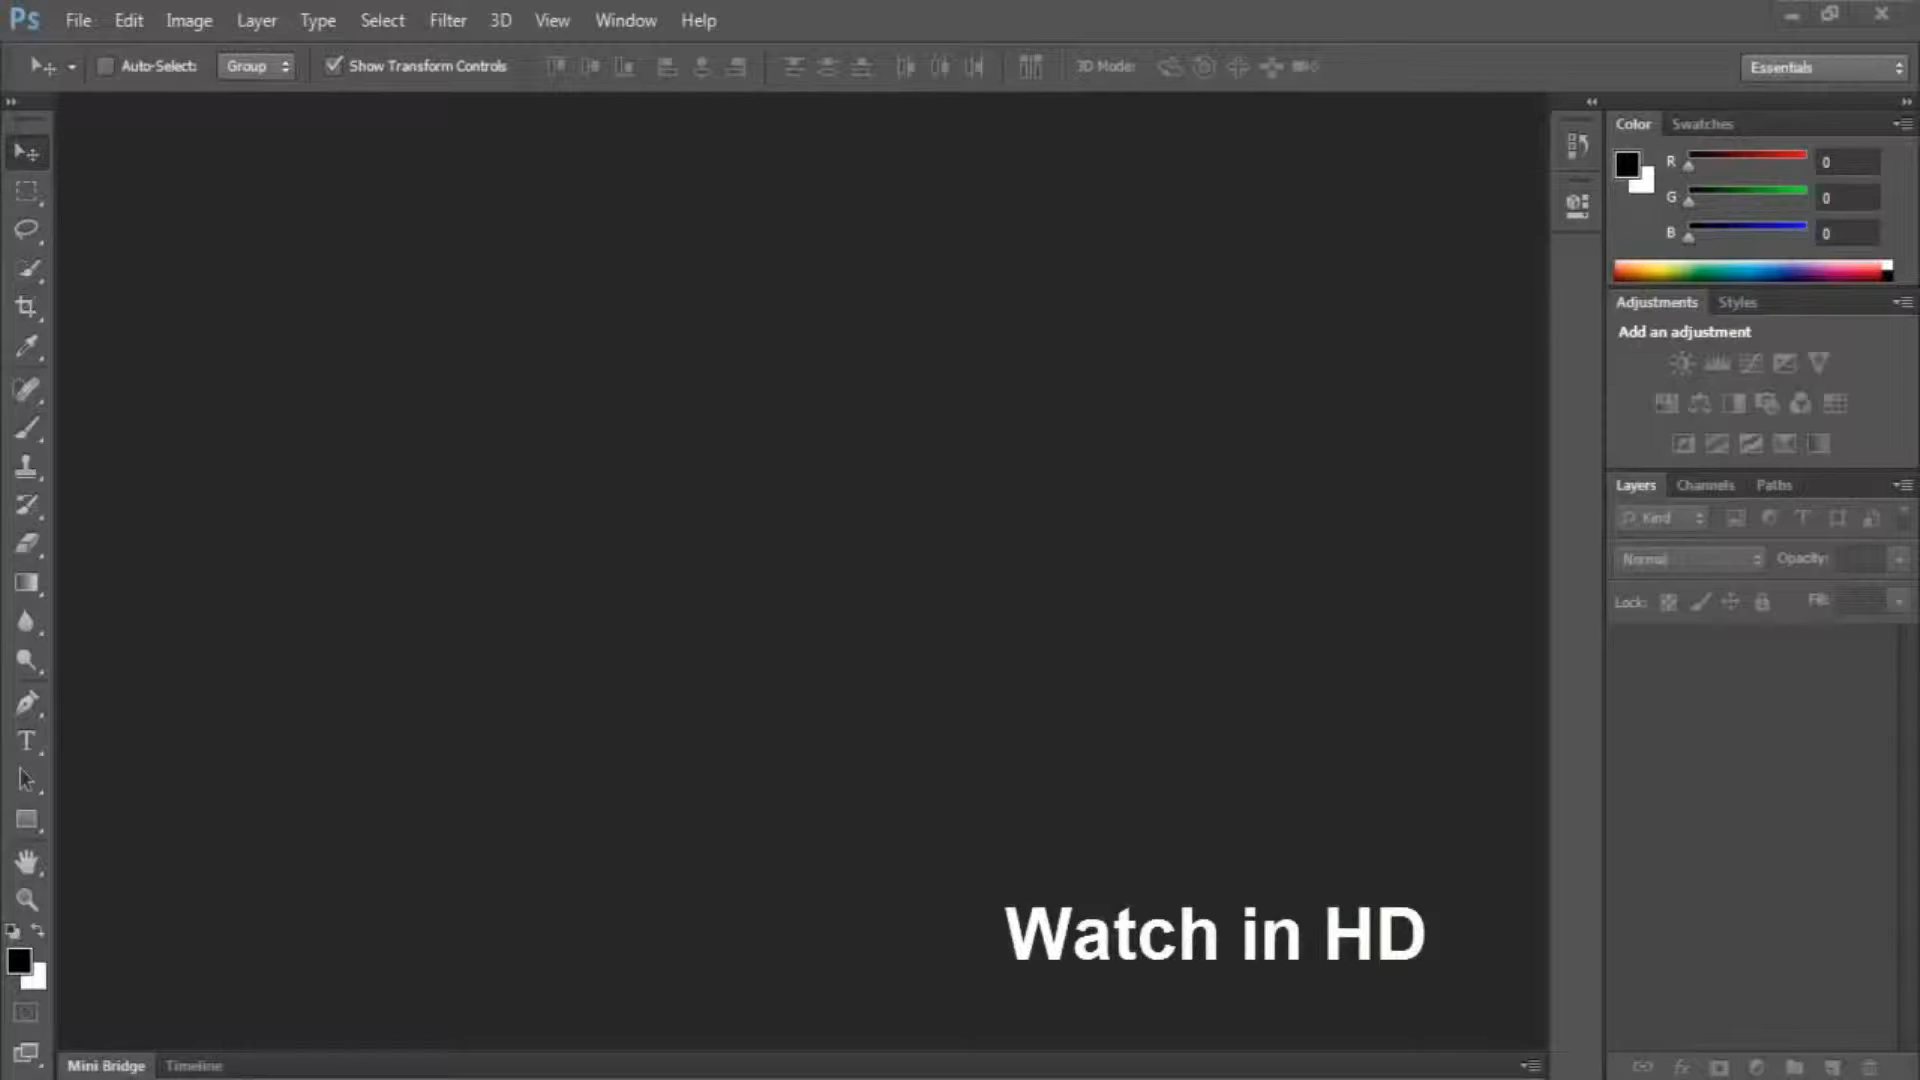 Ps File Edit Image Layer Type Select Filter 3D View Window Help
Auto-Select: Group Show Transform Controls 3D Mode: Essentials
Color Swatches
R 0
G 0
B 0
Adjustments Styles
Add an adjustment
Layers Channels Paths
Kind
Normal Opacity:
Lock: Fill:
T
Watch in HD
Mini Bridge Timeline
fx